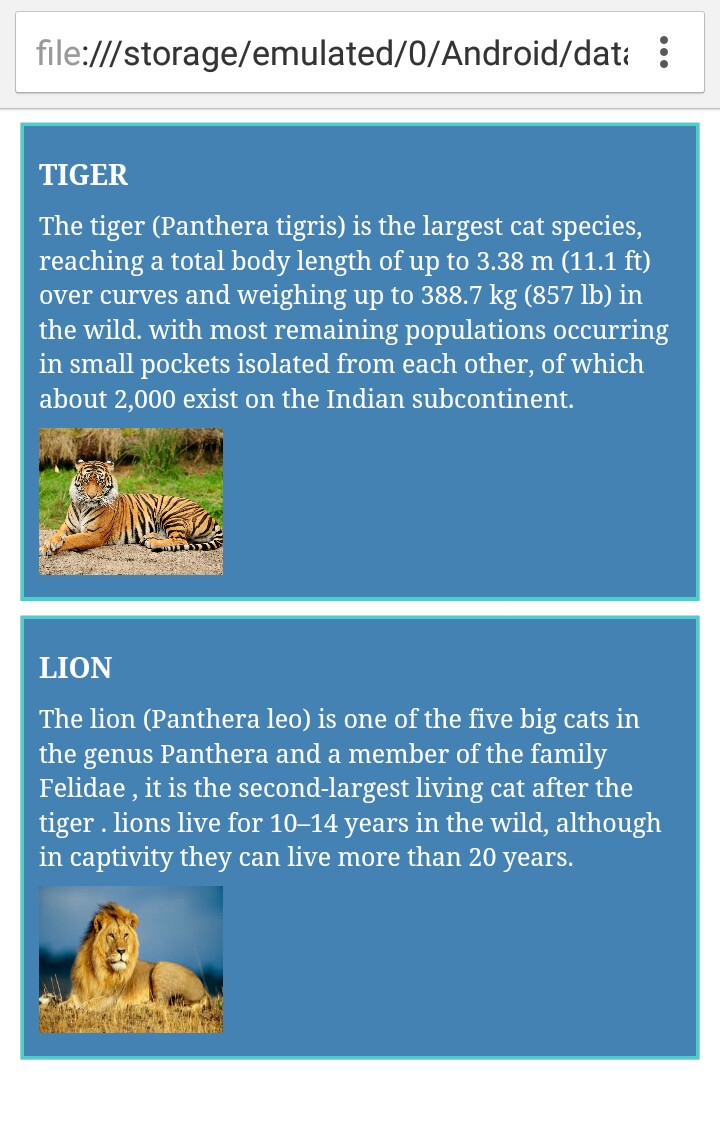 file:///storage/emulated/0/Android/data
TIGER
The tiger (Panthera tigris) is the largest cat species,
reaching a total body length of up to 3.38 m (11.1 ft)
over curves and weighing up to 388.7 kg (857 lb) in
the wild. with most remaining populations occurring
in small pockets isolated from each other, of which
about 2,000 exist on the Indian subcontinent.
LION
The lion (Panthera leo) is one of the five big cats in
the genus Panthera and a member of the family
Felidae , it is the second-largest living cat after the
tiger . lions live for 10–14 years in the wild, although
in captivity they can live more than 20 years.